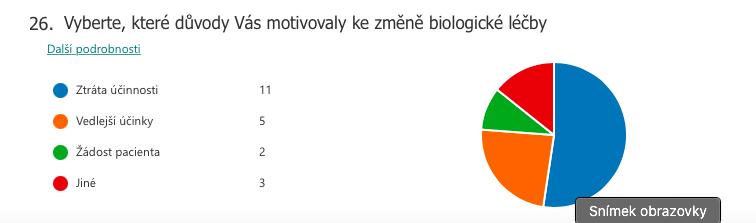 26. Vyberte, které důvody Vás motivovaly ke změně biologické léčby
Další podrobnosti
Ztráta účinnosti 11
Vedlejší účinky 5
Žádost pacienta 2
Jiné 3
Snímek obrazovky